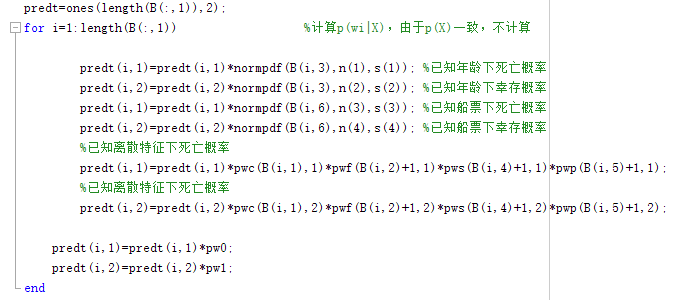 predt=ones(length(B(:,1)),2);
for i=1:length(B(:,1)) %计算p(wi|X),由于p(X)一致,不计算
predt(i,1)=predt(i,1)*normpdf(B(i,3),n(1),s(1)); %已知年龄下死亡概率
predt(i,2)=predt(i,2)*normpdf(B(i,3),n(2),s(2)); %已知年龄下幸存概率
predt(i,1)=predt(i,1)*normpdf(B(i,6),n(3),s(3)); %已知船票下死亡概率
predt(i,2)=predt(i,2)*normpdf(B(i,6),n(4),s(4)); %已知船票下幸存概率
%已知离散特征下死亡概率
predt(i,1)=predt(i,1)*pwc(B(i,1),1)*pwf(B(i,2)+1,1)*pws(B(i,4)+1,1)*pwp(B(i,5)+1,1);
%已知离散特征下死亡概率
predt(i,2)=predt(i,2)*pwc(B(i,1),2)*pwf(B(i,2)+1,2)*pws(B(i,4)+1,2)*pwp(B(i,5)+1,2);
predt(i,1)=predt(i,1)*pw0;
predt(i,2)=predt(i,2)*pw1;
end